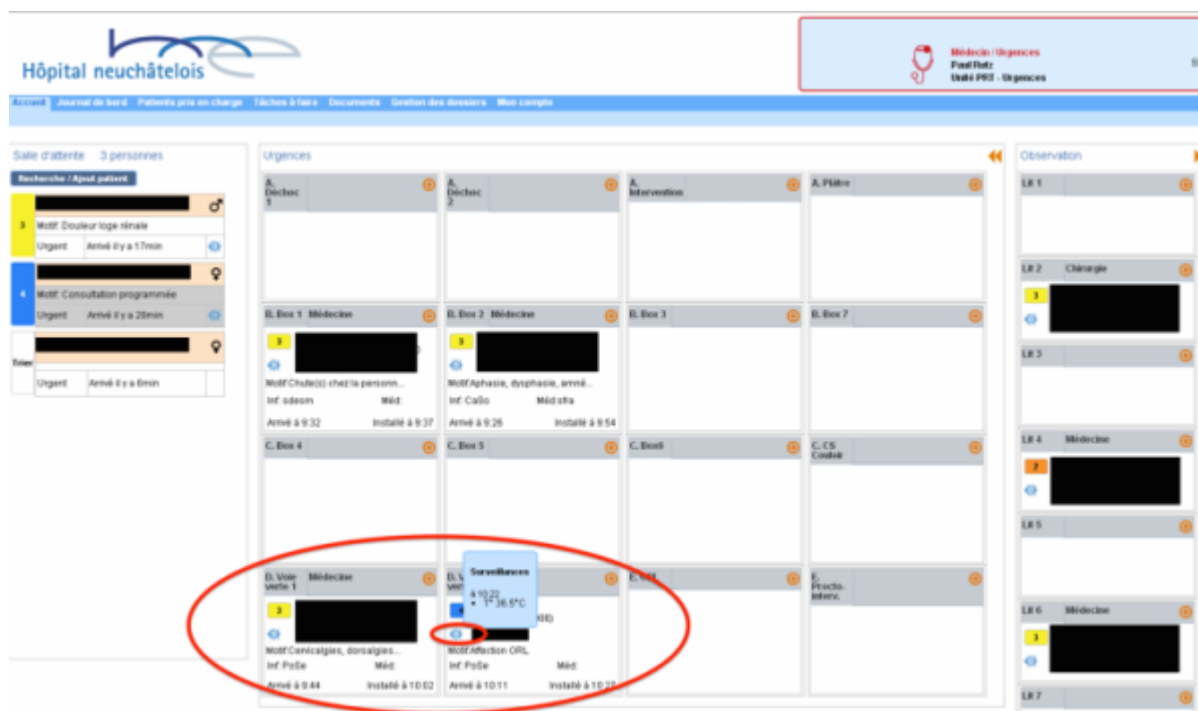 Hôpital neuchâtelois
Médecin / Urgences
Paul Ratz
Unité PRT - Urgences
Accueil Journal de bord Patients pris en charge Tâches à faire Documents Gestion des dossiers Mon compte
Salle d'attente 3 personnes
Recherche / Ajout patient
3
Motif: Douleur loge rénale
Urgent Arrivé il y a 17min
4
Motif: Consultation programmée
Urgent Arrivé il y a 20min
Trier
Urgent Arrivé il y a 6min
Urgences
A. Déchoc 1
A. Déchoc 2
A. Intervention
A. Plâtre
B. Box 1 Médecine
3
Motif:Chute(s) chez la personn...
Inf: sdesm Méd:
Arrivé à 9:32 Installé à 9:37
B. Box 2 Médecine
3
Motif:Aphasie, dysphasie, amné...
Inf: CaSo Méd:sfra
Arrivé à 9:26 Installé à 9:54
B. Box 3
B. Box 7
C. Box 4
C. Box 5
C. Box6
C. CS Couloir
D. Voie verte 1 Médecine
3
Motif:Cervicalgies, dorsalgies...
Inf: PoSe Méd:
Arrivé à 9:44 Installé à 10:02
Surveillances
à 10:22
T° 36.5°C
Motif:Affection ORL
Inf: PoSe Méd:
Arrivé à 10:11
E. ORL
E. Procto-interv.
Observation
Lit 1
Lit 2 Chirurgie
3
Lit 3
Lit 4 Médecine
2
Lit 5
Lit 6 Médecine
3
Lit 7